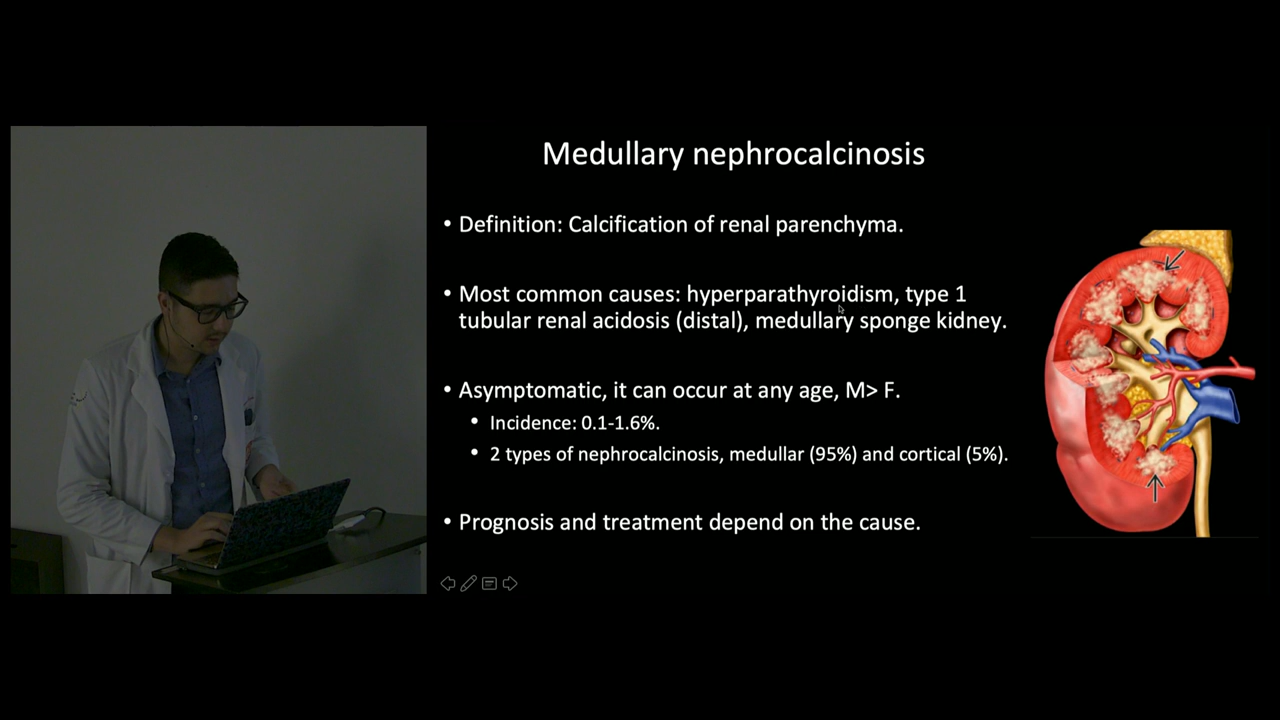 Medullary nephrocalcinosis
• Definition: Calcification of renal parenchyma.
• Most common causes: hyperparathyroidism, type 1
tubular renal acidosis (distal), medullary sponge kidney.
• Asymptomatic, it can occur at any age, M> F.
• Incidence: 0.1-1.6%.
• 2 types of nephrocalcinosis, medullar (95%) and cortical (5%).
• Prognosis and treatment depend on the cause.